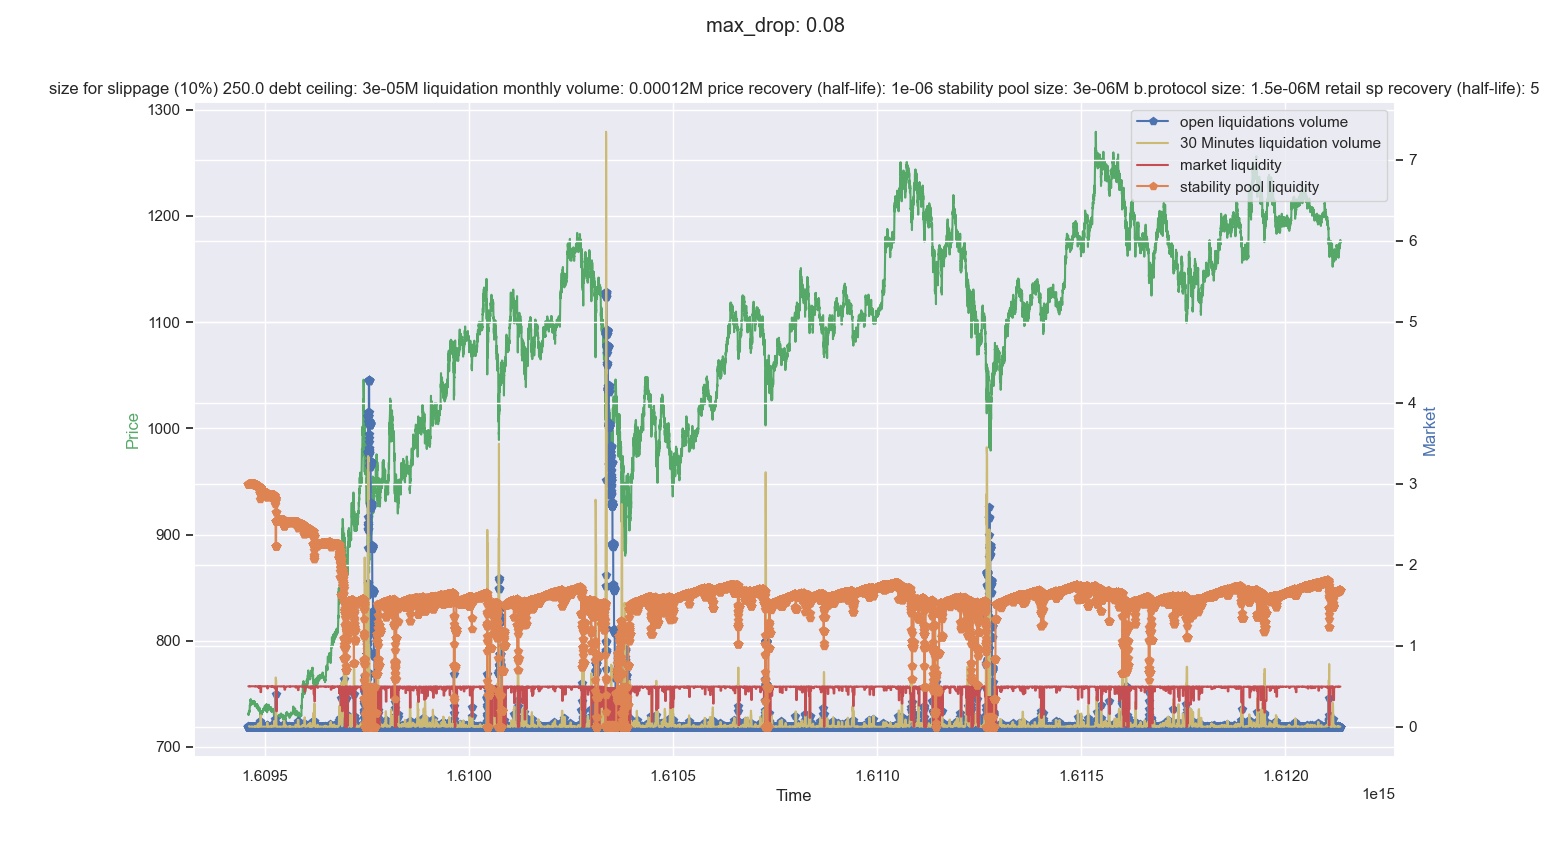 max_drop: 0.08
size for slippage (10%) 250.0 debt ceiling: 3e-05M liquidation monthly volume: 0.00012M price recovery (half-life): 1e-06 stability pool size: 3e-06M b.protocol size: 1.5e-06M retail sp recovery (half-life): 5
open liquidations volume
30 Minutes liquidation volume
market liquidity
stability pool liquidity
1300
1200
1100
1000
900
800
700
Price
7
6
5
4
3
2
1
0
Market
1.6095
1.6100
1.6105
1.6110
1.6115
1.6120
1e15
Time